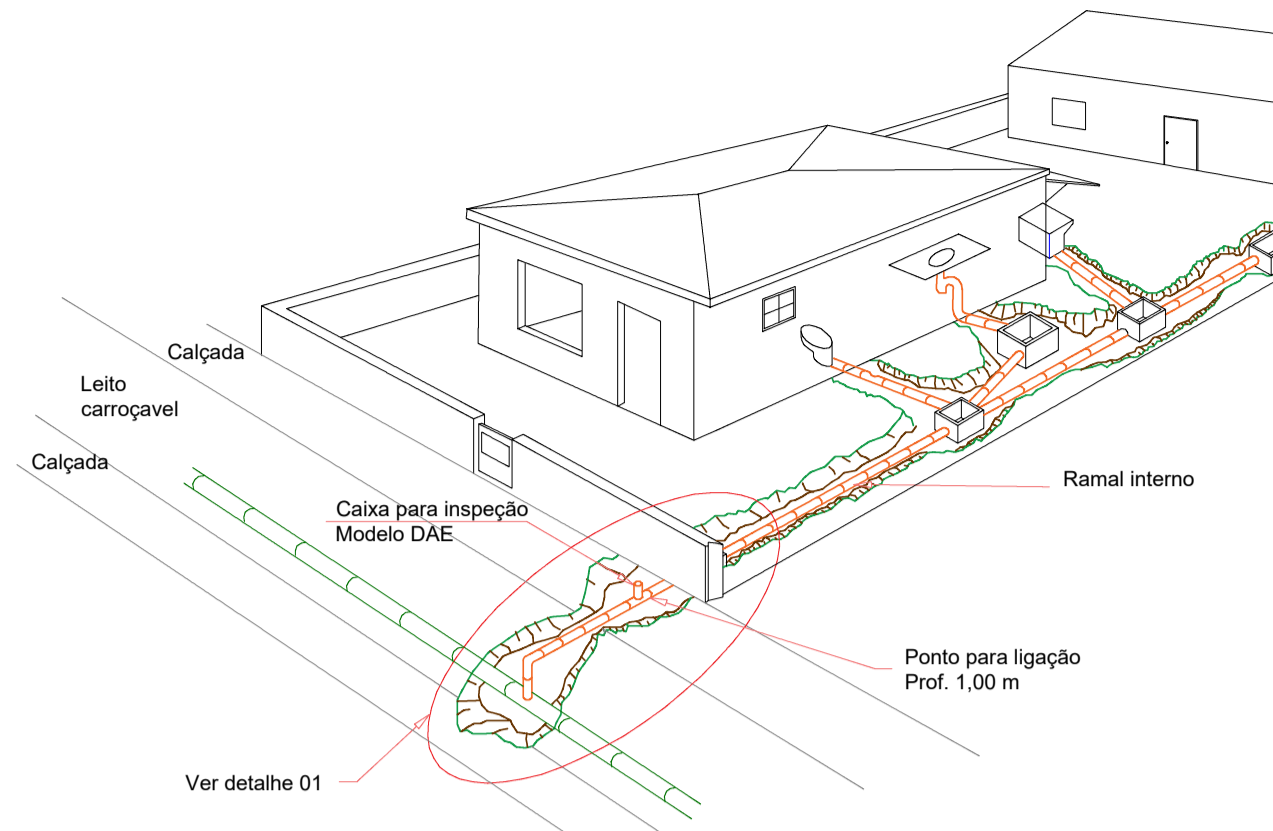 Calçada
Leito
carroçavel
Calçada
Caixa para inspeção
Modelo DAE
Ramal interno
Ponto para ligação
Prof. 1,00 m
Ver detalhe 01